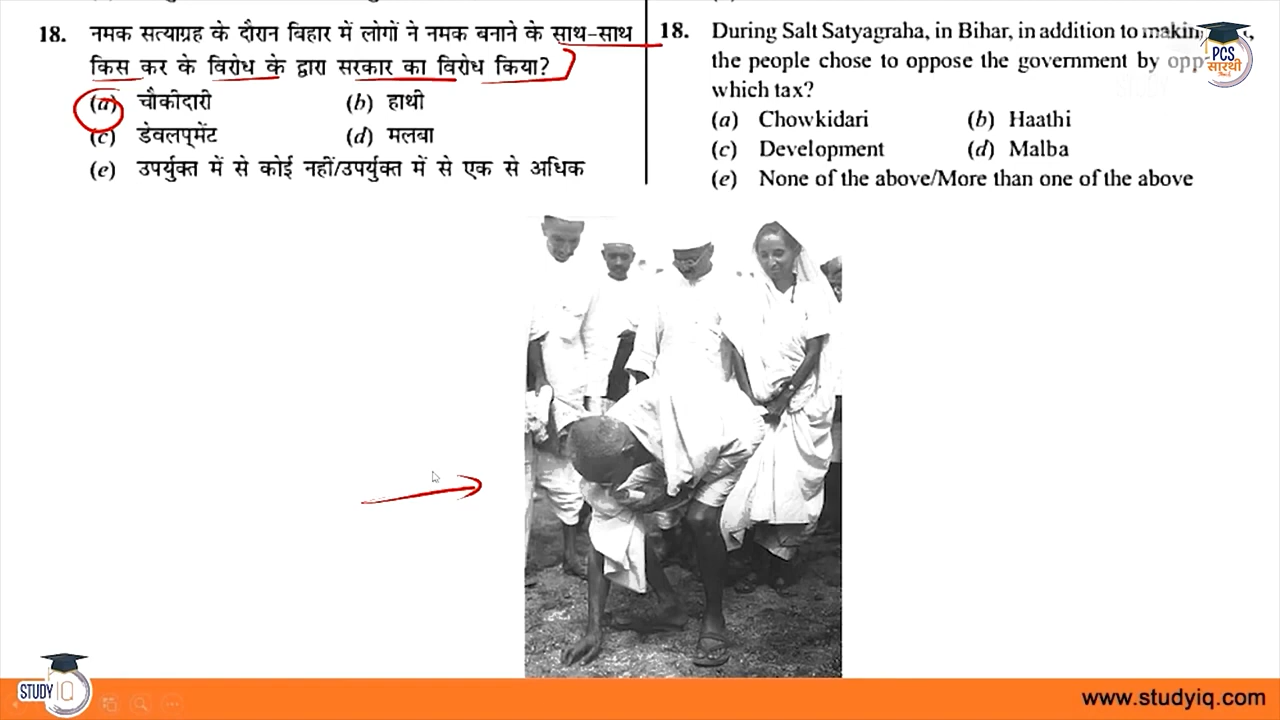 18. नमक सत्याग्रह के दौरान बिहार में लोगों ने नमक बनाने के साथ-साथ
किस कर के विरोध के द्वारा सरकार का विरोध किया?
(a) चौकीदारी (b) हाथी
(c) डेवलप्मेंट (d) मलबा
(e) उपर्युक्त में से कोई नहीं/उपर्युक्त में से एक से अधिक
18. During Salt Satyagraha, in Bihar, in addition to
the people chose to oppose the government by
which tax?
(a) Chowkidari (b) Haathi
(c) Development (d) Malba
(e) None of the above/More than one of the above
PCS
सारथी
STUDY IQ
www.studyiq.com